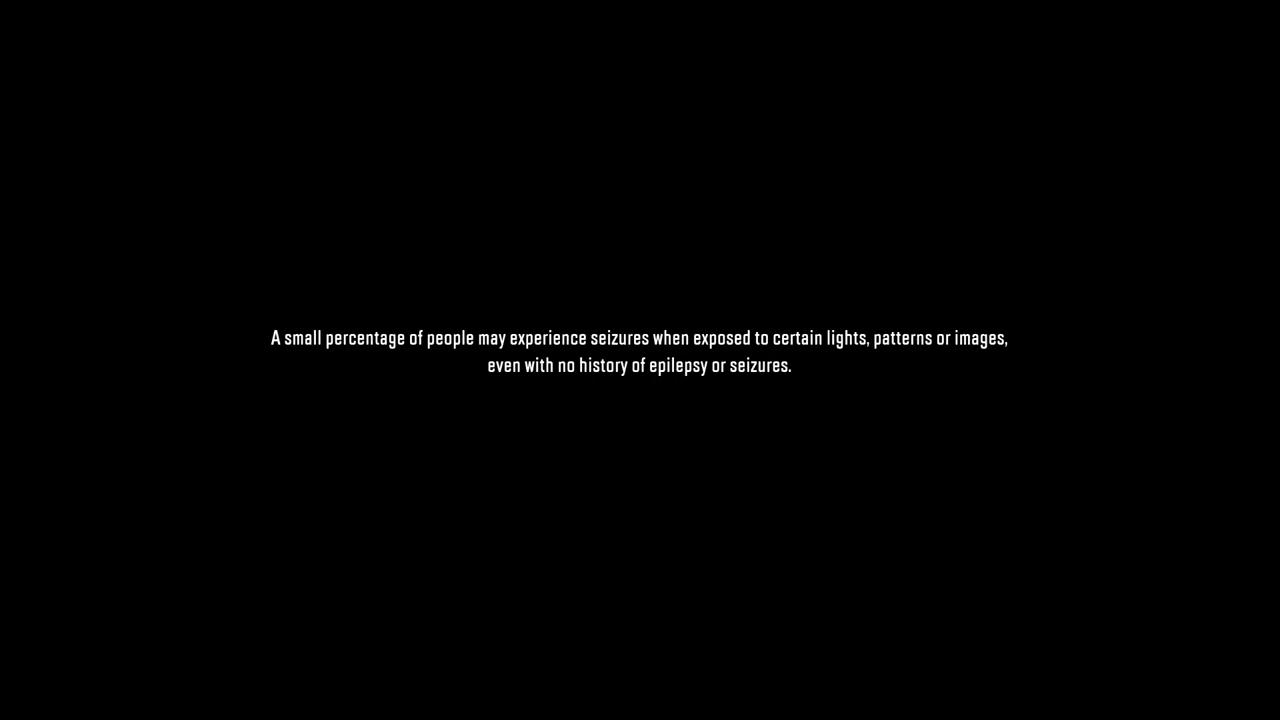 A small percentage of people may experience seizures when exposed to certain lights, patterns or images,
even with no history of epilepsy or seizures.